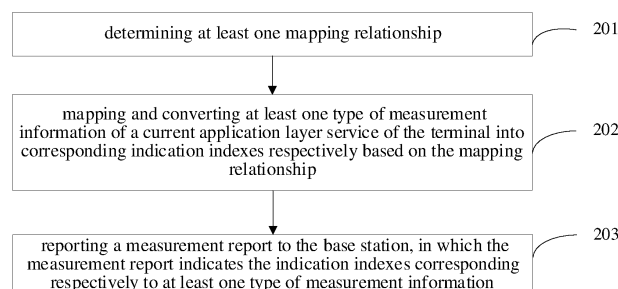 determining at least one mapping relationship
201
mapping and converting at least one type of measurement
information of a current application layer service of the terminal into
corresponding indication indexes respectively based on the mapping
relationship
202
reporting a measurement report to the base station, in which the
measurement report indicates the indication indexes corresponding
respectively to at least one type of measurement information
203